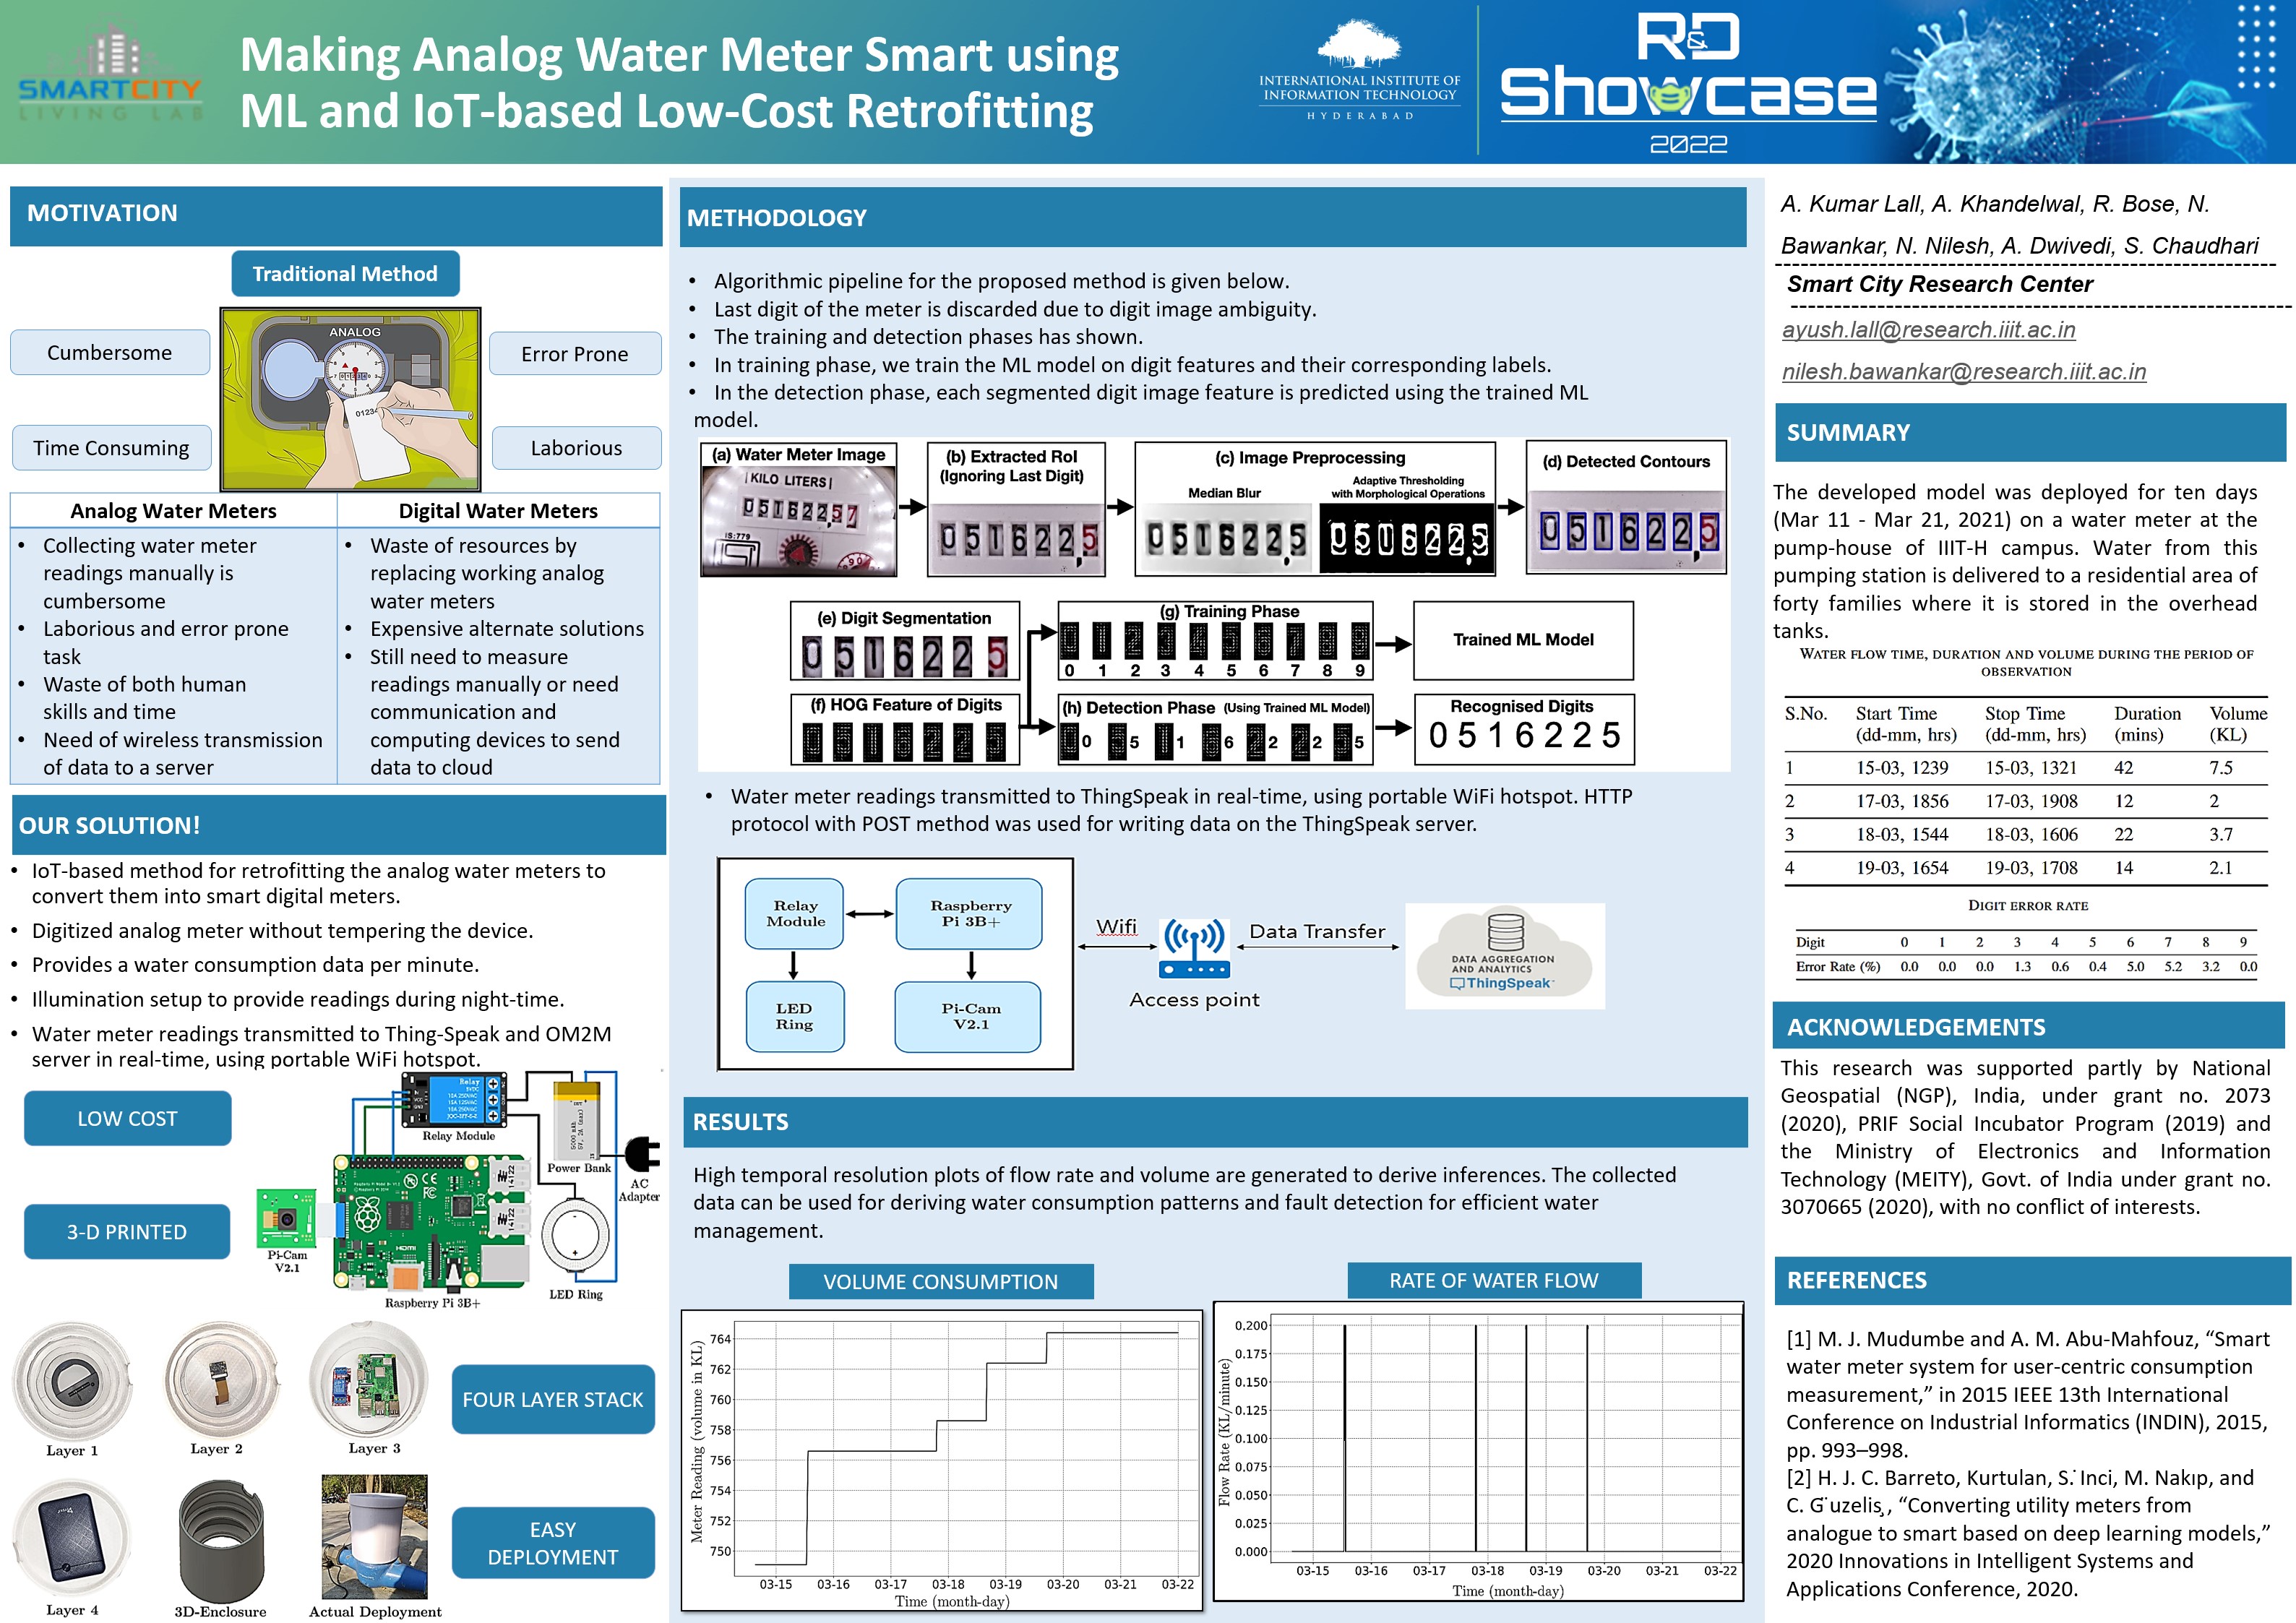 SMARTCITY
LIVING LAB
Making Analog Water Meter Smart using
ML and IoT-based Low-Cost Retrofitting
INTERNATIONAL INSTITUTE OF
INFORMATION TECHNOLOGY
HYDERABAD
R&D
Showcase
2022
MOTIVATION
Traditional Method
Cumbersome
Error Prone
Time Consuming
Laborious
ANALOG
01234
Analog Water Meters
• Collecting water meter
readings manually is
cumbersome
• Laborious and error prone
task
• Waste of both human
skills and time
• Need of wireless transmission
of data to a server
Digital Water Meters
• Waste of resources by
replacing working analog
water meters
• Expensive alternate solutions
• Still need to measure
readings manually or need
communication and
computing devices to send
data to cloud
OUR SOLUTION!
• IoT-based method for retrofitting the analog water meters to
convert them into smart digital meters.
• Digitized analog meter without tempering the device.
• Provides a water consumption data per minute.
• Illumination setup to provide readings during night-time.
• Water meter readings transmitted to Thing-Speak and OM2M
server in real-time, using portable WiFi hotspot.
LOW COST
3-D PRINTED
Relay
Relay Module
Power Bank
AC
Adapter
Pi-Cam
V2.1
HDMI
Raspberry Pi 3B+
LED Ring
Layer 1
Layer 2
Layer 3
FOUR LAYER STACK
Layer 4
3D-Enclosure
Actual Deployment
EASY
DEPLOYMENT
METHODOLOGY
• Algorithmic pipeline for the proposed method is given below.
• Last digit of the meter is discarded due to digit image ambiguity.
• The training and detection phases has shown.
• In training phase, we train the ML model on digit features and their corresponding labels.
• In the detection phase, each segmented digit image feature is predicted using the trained ML
model.
(a) Water Meter Image
KILO LITERS
05162257
IS:779
(b) Extracted RoI
(Ignoring Last Digit)
0516225
(c) Image Preprocessing
Median Blur
Adaptive Thresholding
with Morphological Operations
0516225
0516225
(d) Detected Contours
0516225
(e) Digit Segmentation
0 5 1 6 2 2 5
(f) HOG Feature of Digits
(g) Training Phase
0 1 2 3 4 5 6 7 8 9
Trained ML Model
(h) Detection Phase (Using Trained ML Model)
0 5 1 6 2 2 5
Recognised Digits
0 5 1 6 2 2 5
• Water meter readings transmitted to ThingSpeak in real-time, using portable WiFi hotspot. HTTP
protocol with POST method was used for writing data on the ThingSpeak server.
Relay
Module
Raspberry
Pi 3B+
LED
Ring
Pi-Cam
V2.1
Wifi
Access point
Data Transfer
DATA AGGREGATION
AND ANALYTICS
ThingSpeak
RESULTS
High temporal resolution plots of flow rate and volume are generated to derive inferences. The collected
data can be used for deriving water consumption patterns and fault detection for efficient water
management.
VOLUME CONSUMPTION
Meter Reading (volume in KL)
764
762
760
758
756
754
752
750
03-15 03-16 03-17 03-18 03-19 03-20 03-21 03-22
Time (month-day)
RATE OF WATER FLOW
Flow Rate (KL/minute)
0.200
0.175
0.150
0.125
0.100
0.075
0.050
0.025
0.000
03-15 03-16 03-17 03-18 03-19 03-20 03-21 03-22
Time (month-day)
A. Kumar Lall, A. Khandelwal, R. Bose, N.
Bawankar, N. Nilesh, A. Dwivedi, S. Chaudhari
Smart City Research Center
ayush.lall@research.iiit.ac.in
nilesh.bawankar@research.iiit.ac.in
SUMMARY
The developed model was deployed for ten days
(Mar 11 - Mar 21, 2021) on a water meter at the
pump-house of IIIT-H campus. Water from this
pumping station is delivered to a residential area of
forty families where it is stored in the overhead
tanks.
WATER FLOW TIME, DURATION AND VOLUME DURING THE PERIOD OF
OBSERVATION
S.No. Start Time Stop Time Duration Volume
(dd-mm, hrs) (dd-mm, hrs) (mins) (KL)
1 15-03, 1239 15-03, 1321 42 7.5
2 17-03, 1856 17-03, 1908 12 2
3 18-03, 1544 18-03, 1606 22 3.7
4 19-03, 1654 19-03, 1708 14 2.1
DIGIT ERROR RATE
Digit 0 1 2 3 4 5 6 7 8 9
Error Rate (%) 0.0 0.0 0.0 1.3 0.6 0.4 5.0 5.2 3.2 0.0
ACKNOWLEDGEMENTS
This research was supported partly by National
Geospatial (NGP), India, under grant no. 2073
(2020), PRIF Social Incubator Program (2019) and
the Ministry of Electronics and Information
Technology (MEITY), Govt. of India under grant no.
3070665 (2020), with no conflict of interests.
REFERENCES
[1] M. J. Mudumbe and A. M. Abu-Mahfouz, “Smart
water meter system for user-centric consumption
measurement,” in 2015 IEEE 13th International
Conference on Industrial Informatics (INDIN), 2015,
pp. 993–998.
[2] H. J. C. Barreto, Kurtulan, S.˙Inci, M. Nakıp, and
C. G¨uzelis¸, “Converting utility meters from
analogue to smart based on deep learning models,”
2020 Innovations in Intelligent Systems and
Applications Conference, 2020.